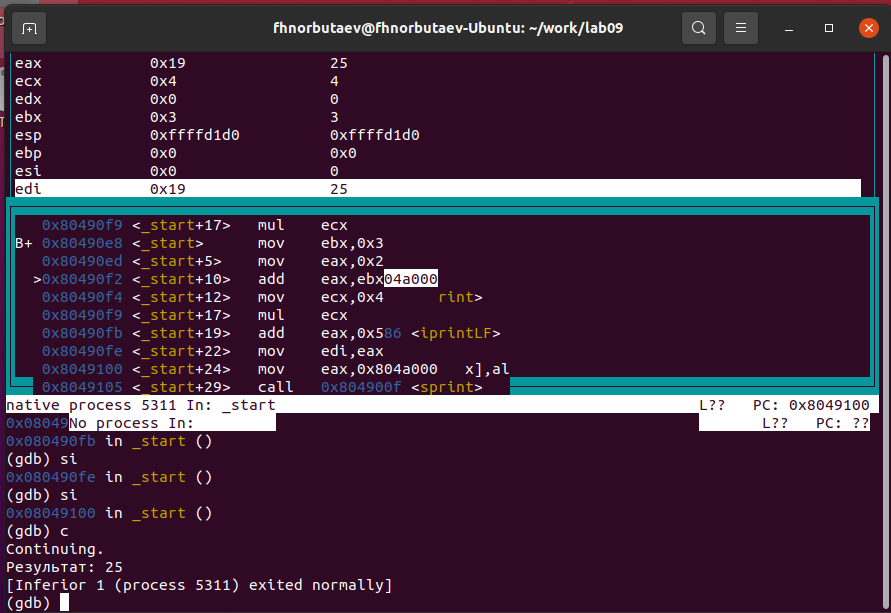 fhnorbutaev@fhnorbutaev-Ubuntu: ~/work/lab09
eax 0x19 25
ecx 0x4 4
edx 0x0 0
ebx 0x3 3
esp 0xffffd1d0 0xffffd1d0
ebp 0x0 0x0
esi 0x0 0
edi 0x19 25
0x80490f9 <_start+17> mul ecx
B+ 0x80490e8 <_start> mov ebx,0x3
0x80490ed <_start+5> mov eax,0x2
>0x80490f2 <_start+10> add eax,ebx04a000
0x80490f4 <_start+12> mov ecx,0x4 rint>
0x80490f9 <_start+17> mul ecx
0x80490fb <_start+19> add eax,0x586 <iprintLF>
0x80490fe <_start+22> mov edi,eax
0x8049100 <_start+24> mov eax,0x804a000 x],al
0x8049105 <_start+29> call 0x804900f <sprint>
native process 5311 In: _start L?? PC: 0x8049100
0x08049No process In: L?? PC: ??
0x080490fb in _start ()
(gdb) si
0x080490fe in _start ()
(gdb) si
0x08049100 in _start ()
(gdb) c
Continuing.
Результат: 25
[Inferior 1 (process 5311) exited normally]
(gdb)